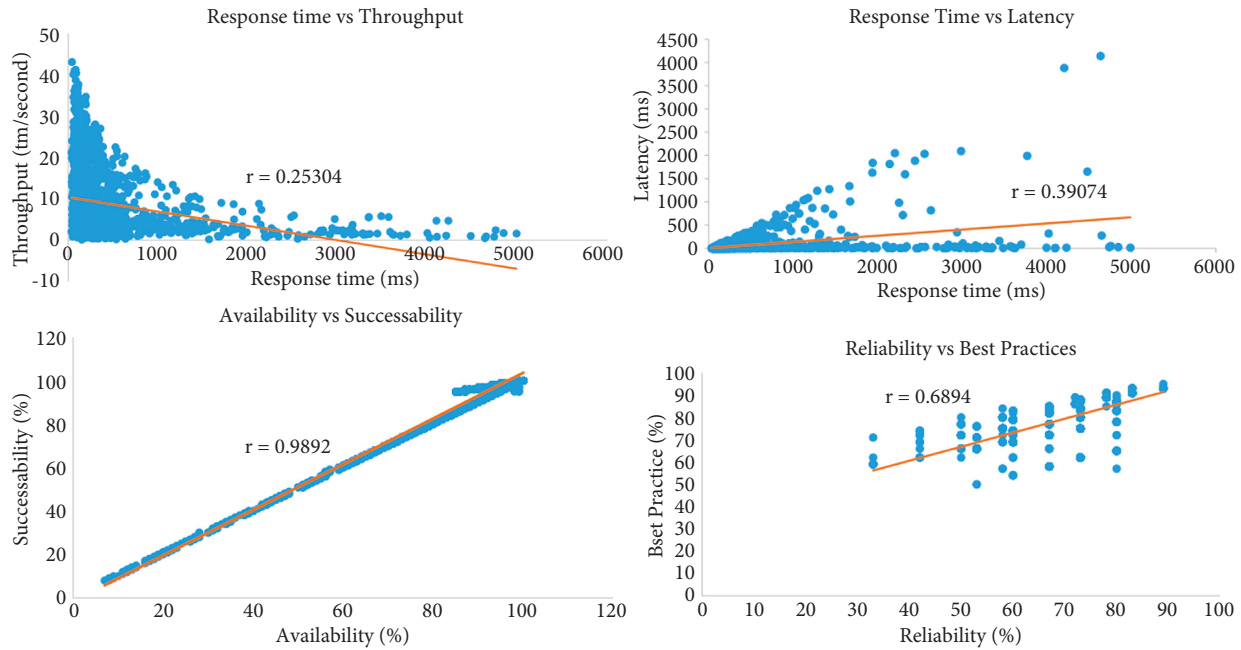 Response time vs Throughput
50
40
30
20
10
0
-10
Throughput (tm/second)
r = 0.25304
0 1000 2000 3000 4000 5000 6000
Response time (ms)
Response Time vs Latency
4500
4000
3500
3000
2500
2000
1500
1000
500
0
Latency (ms)
r = 0.39074
0 1000 2000 3000 4000 5000 6000
Response time (ms)
Availability vs Successability
120
100
80
60
40
20
0
Successability (%)
r = 0.9892
0 20 40 60 80 100 120
Availability (%)
Reliability vs Best Practices
100
90
80
70
60
50
40
30
20
10
0
Bset Practice (%)
r = 0.6894
0 10 20 30 40 50 60 70 80 90 100
Reliability (%)